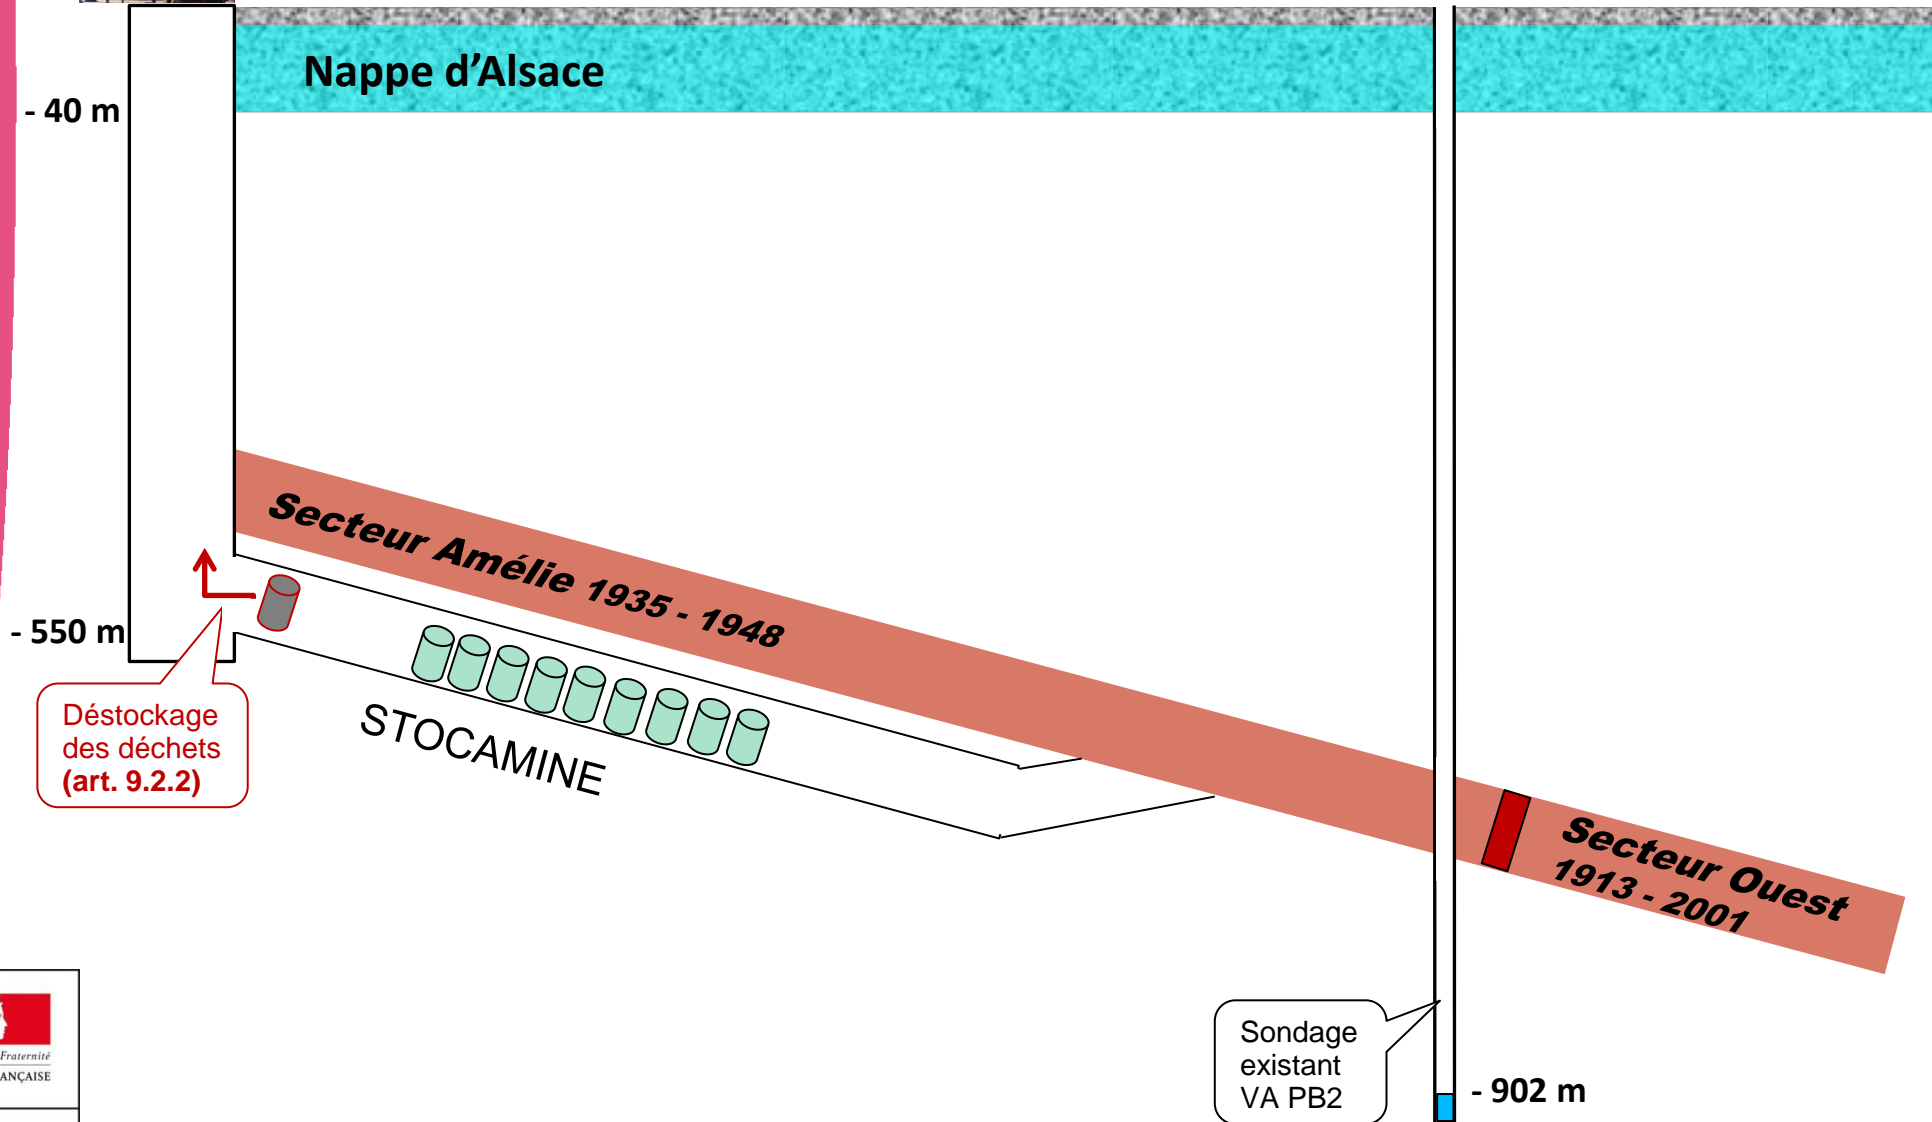 Nappe d'Alsace
- 40 m
Secteur Amélie 1935 - 1948
- 550 m
Déstockage
des déchets
(art. 9.2.2)
STOCAMINE
Secteur Ouest
1913 - 2001
Sondage
existant
VA PB2
- 902 m
Fraternité